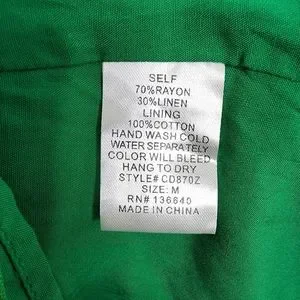 SELF
70%RAYON
30%LINEN
LINING
100%COTTON
HAND WASH COLD
WATER SEPARATELY
COLOR WILL BLEED
HANG TO DRY
STYLE# CD870Z
SIZE: M
RN# 136640
MADE IN CHINA